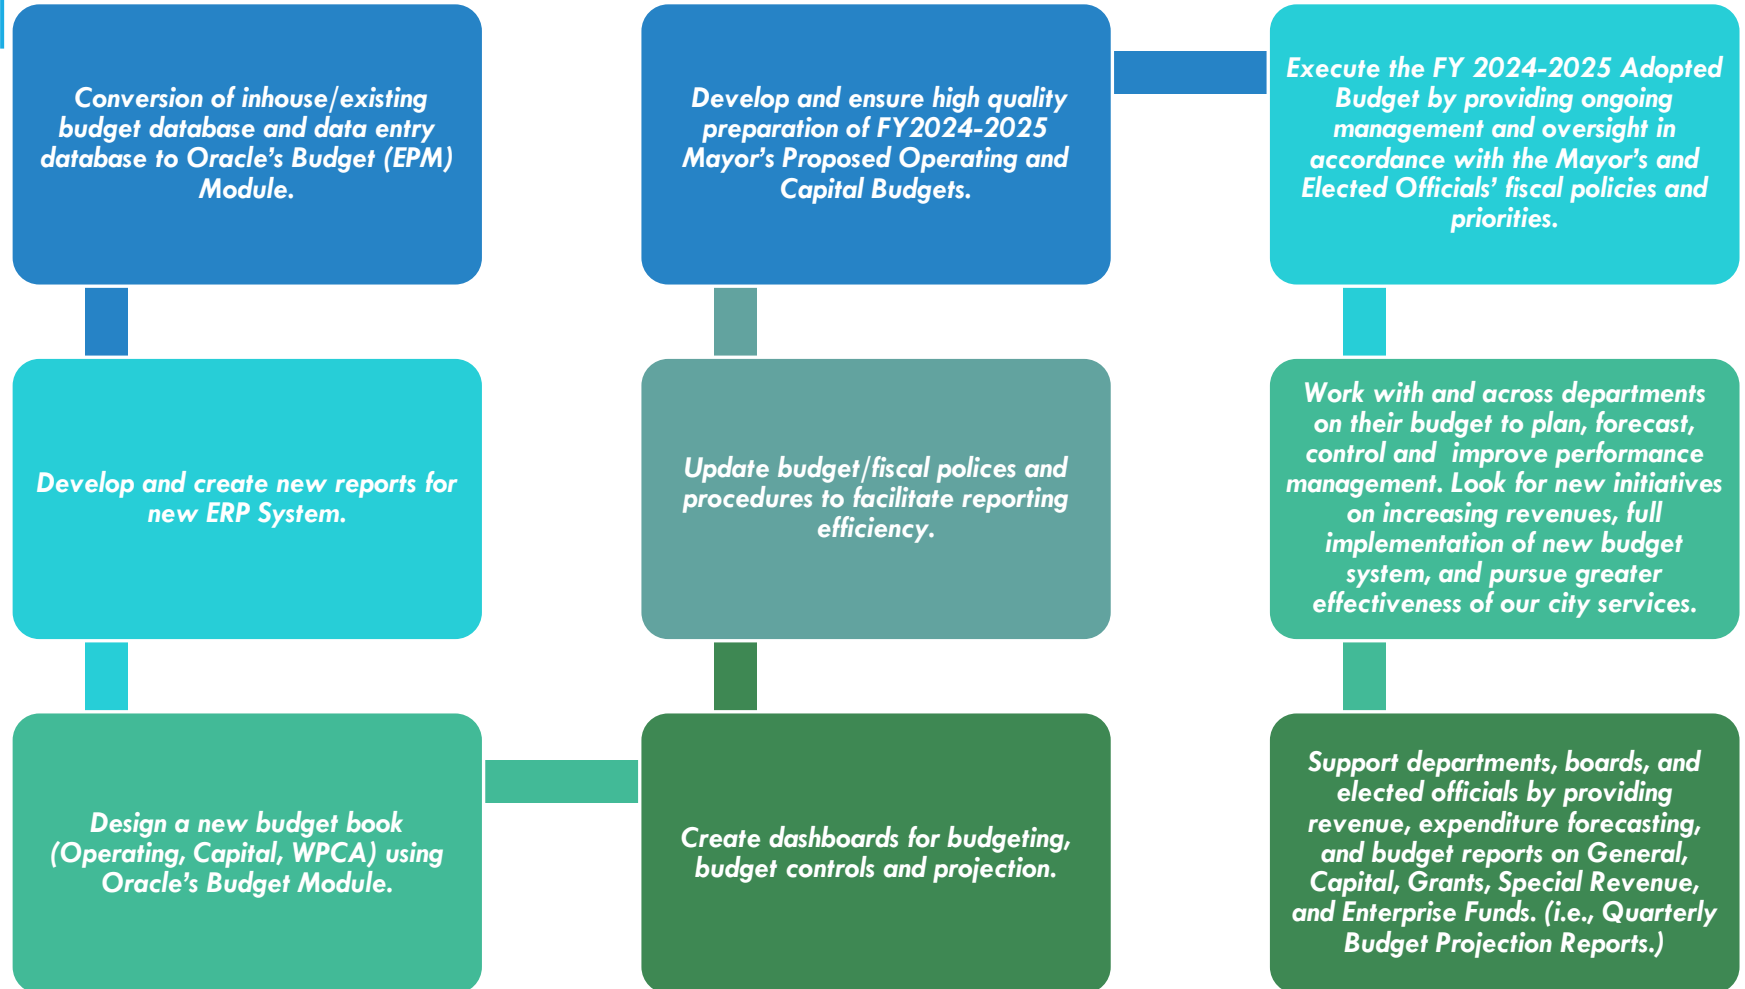 Conversion of inhouse/existing
budget database and data entry
database to Oracle's Budget (EPM)
Module.
Develop and create new reports for
new ERP System.
Design a new budget book
(Operating, Capital, WPCA) using
Oracle's Budget Module.
Create dashboards for budgeting,
budget controls and projection.
Update budget/fiscal polices and
procedures to facilitate reporting
efficiency.
Develop and ensure high quality
preparation of FY2024-2025
Mayor's Proposed Operating and
Capital Budgets.
Execute the FY 2024-2025 Adopted
Budget by providing ongoing
management and oversight in
accordance with the Mayor's and
Elected Officials' fiscal policies and
priorities.
Work with and across departments
on their budget to plan, forecast,
control and  improve performance
management. Look for new initiatives
on increasing revenues, full
implementation of new budget
system, and pursue greater
effectiveness of our city services.
Support departments, boards, and
elected officials by providing
revenue, expenditure forecasting,
and budget reports on General,
Capital, Grants, Special Revenue,
and Enterprise Funds. (i.e., Quarterly
Budget Projection Reports.)